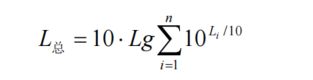 L总 = 10 · Lg∑_{i=1}^{n} 10^{L_i/10}